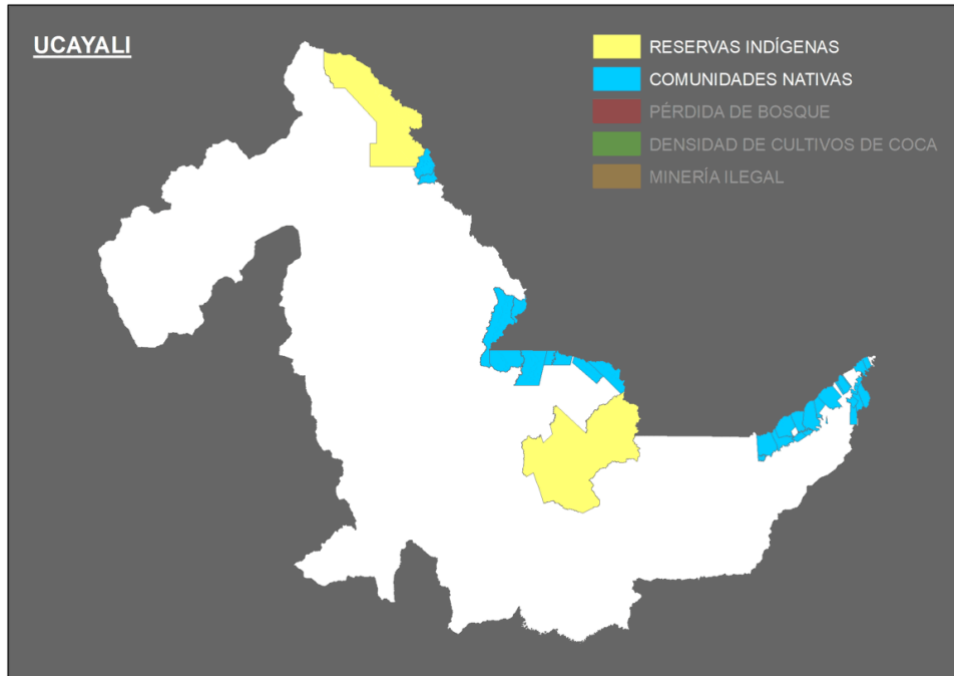 UCAYALI
RESERVAS INDÍGENAS
COMUNIDADES NATIVAS
PÉRDIDA DE BOSQUE
DENSIDAD DE CULTIVOS DE COCA
MINERÍA ILEGAL